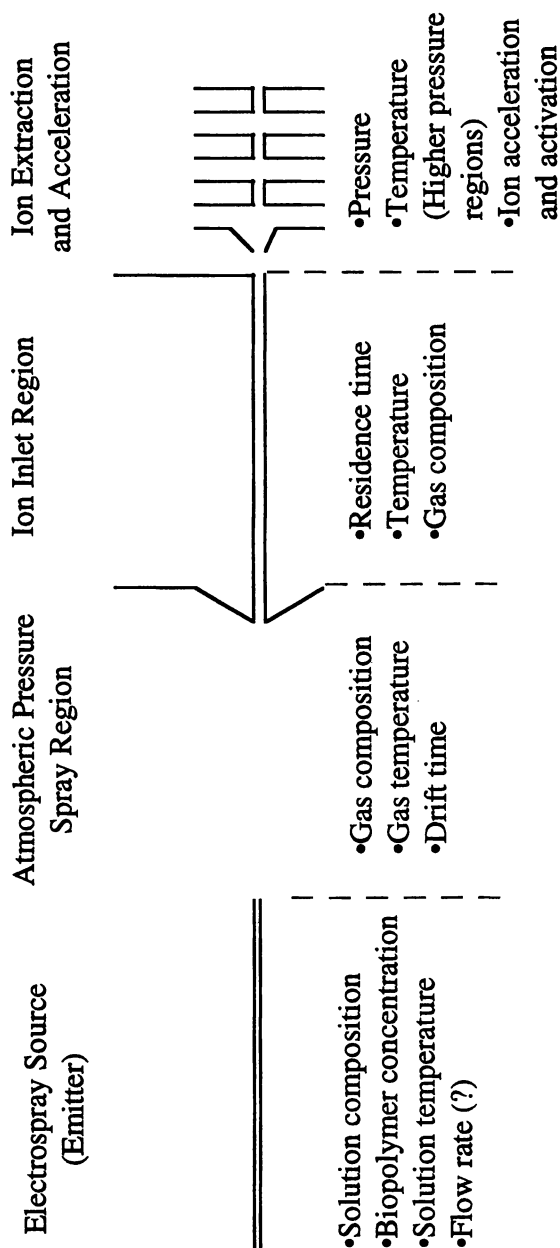 Electrospray Source
(Emitter)
•Solution composition
•Biopolymer concentration
•Solution temperature
•Flow rate (?)
Atmospheric Pressure
Spray Region
•Gas composition
•Gas temperature
•Drift time
Ion Inlet Region
•Residence time
•Temperature
•Gas composition
Ion Extraction
and Acceleration
•Pressure
•Temperature
(Higher pressure
regions)
•Ion acceleration
and activation